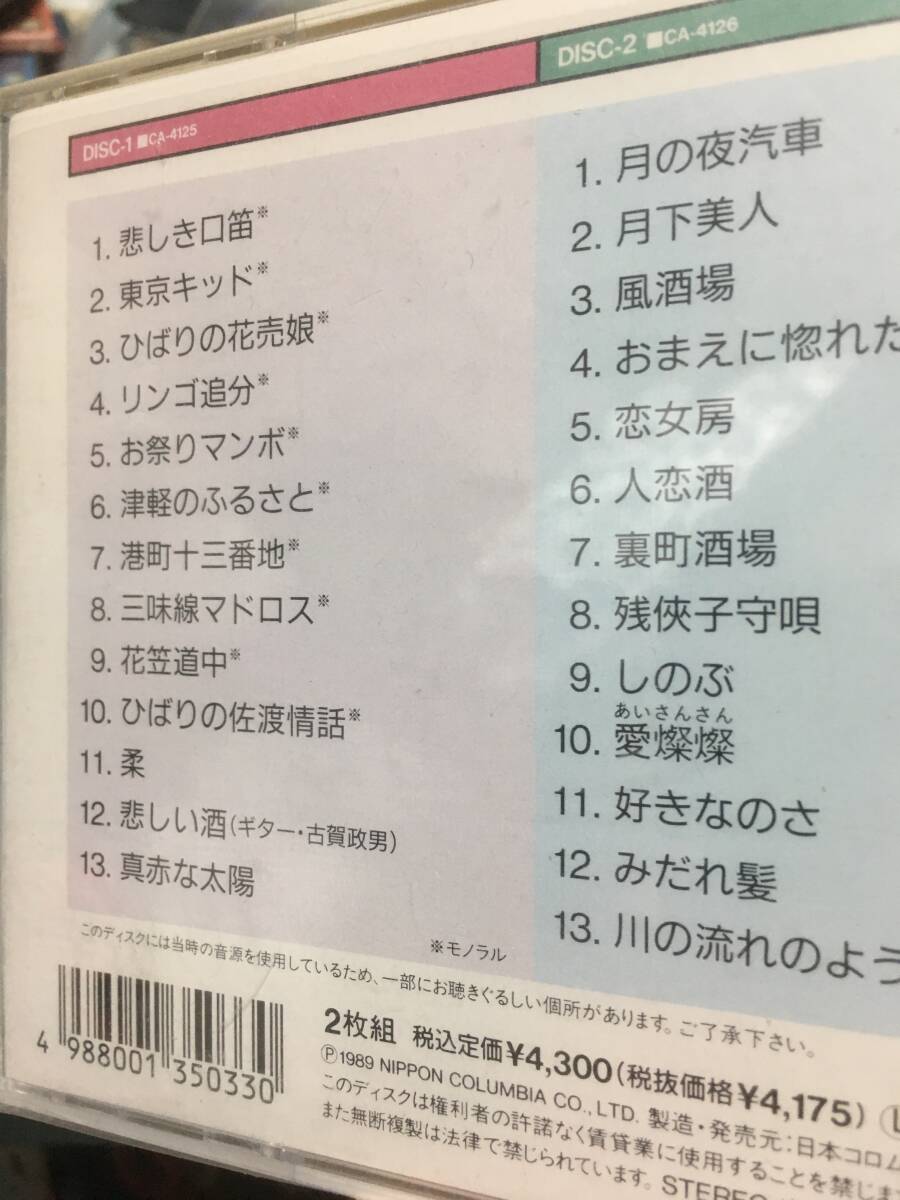 DISC-1 ■CA-4125
1. 悲しき口笛※
2. 東京キッド※
3. ひばりの花売娘※
4. リンゴ追分※
5. お祭りマンボ※
6. 津軽のふるさと※
7. 港町十三番地※
8. 三味線マドロス※
9. 花笠道中※
10. ひばりの佐渡情話※
11. 柔
12. 悲しい酒(ギター・古賀政男)
13. 真赤な太陽
※モノラル
DISC-2 ■CA-4126
1. 月の夜汽車
2. 月下美人
3. 風酒場
4. おまえに惚れた
5. 恋女房
6. 人恋酒
7. 裏町酒場
8. 残俠子守唄
9. しのぶ
あいさんさん
10. 愛燦燦
11. 好きなのさ
12. みだれ髪
13. 川の流れのよう
このディスクには当時の音源を使用しているため、一部にお聴きぐるしい個所があります。ご了承下さい。
4 988001 350330
2枚組 税込定価¥4,300(税抜価格¥4,175)
Ⓟ1989 NIPPON COLUMBIA CO., LTD. 製造・発売元:日本コロム
このディスクは権利者の許諾なく賃貸業に使用することを禁じま
また無断複製は法律で禁じられています。 STEREO